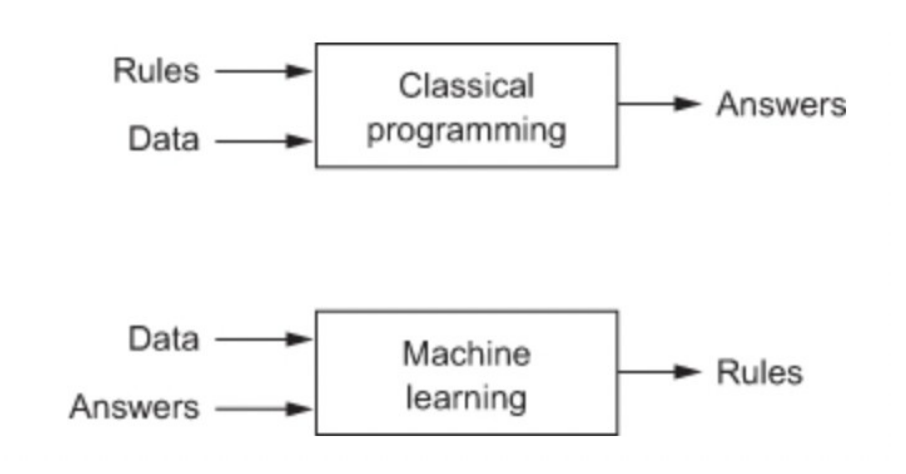 Rules
Data
Classical
programming
Answers
Data
Answers
Machine
learning
Rules